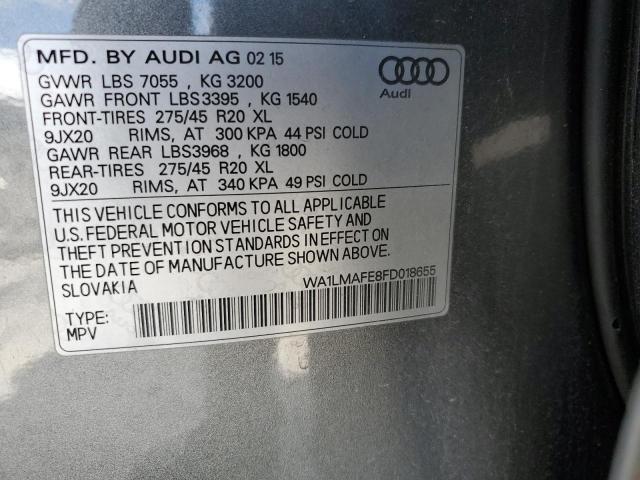 MFD. BY AUDI AG 02 15
GVWR LBS 7055 , KG 3200
GAWR FRONT LBS3395 , KG 1540
FRONT-TIRES 275/45 R20 XL
9JX20 RIMS, AT 300 KPA 44 PSI COLD
GAWR REAR LBS3968 , KG 1800
REAR-TIRES 275/45 R20 XL
9JX20 RIMS, AT 340 KPA 49 PSI COLD
Audi
THIS VEHICLE CONFORMS TO ALL APPLICABLE
U.S. FEDERAL MOTOR VEHICLE SAFETY AND
THEFT PREVENTION STANDARDS IN EFFECT ON
THE DATE OF MANUFACTURE SHOWN ABOVE.
SLOVAKIA
WA1LMAFE8FD018655
TYPE:
MPV